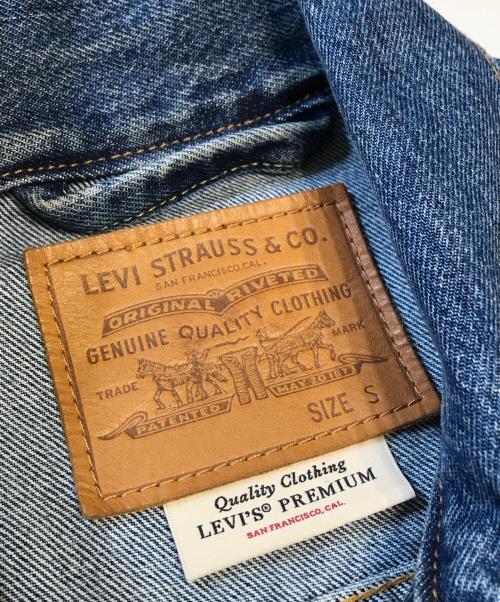 LEVI STRAUSS & CO.
SAN FRANCISCO, CAL.
ORIGINAL RIVETED
GENUINE QUALITY CLOTHING
TRADE MARK
PATENTED MAY 20 187
SIZE S
Quality Clothing
LEVI'S® PREMIUM
SAN FRANCISCO, CAL.